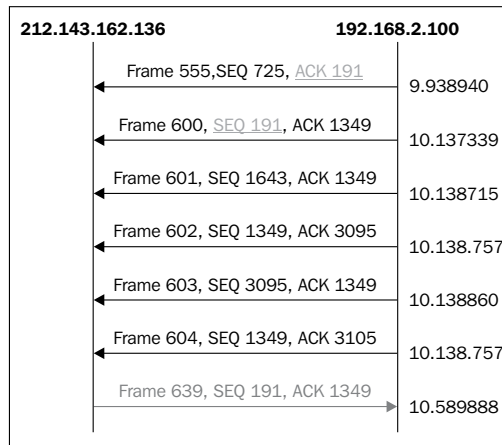 212.143.162.136 192.168.2.100
Frame 555,SEQ 725, ACK 191 9.938940
Frame 600, SEQ 191, ACK 1349 10.137339
Frame 601, SEQ 1643, ACK 1349 10.138715
Frame 602, SEQ 1349, ACK 3095 10.138.757
Frame 603, SEQ 3095, ACK 1349 10.138860
Frame 604, SEQ 1349, ACK 3105 10.138.757
Frame 639, SEQ 191, ACK 1349 10.589888